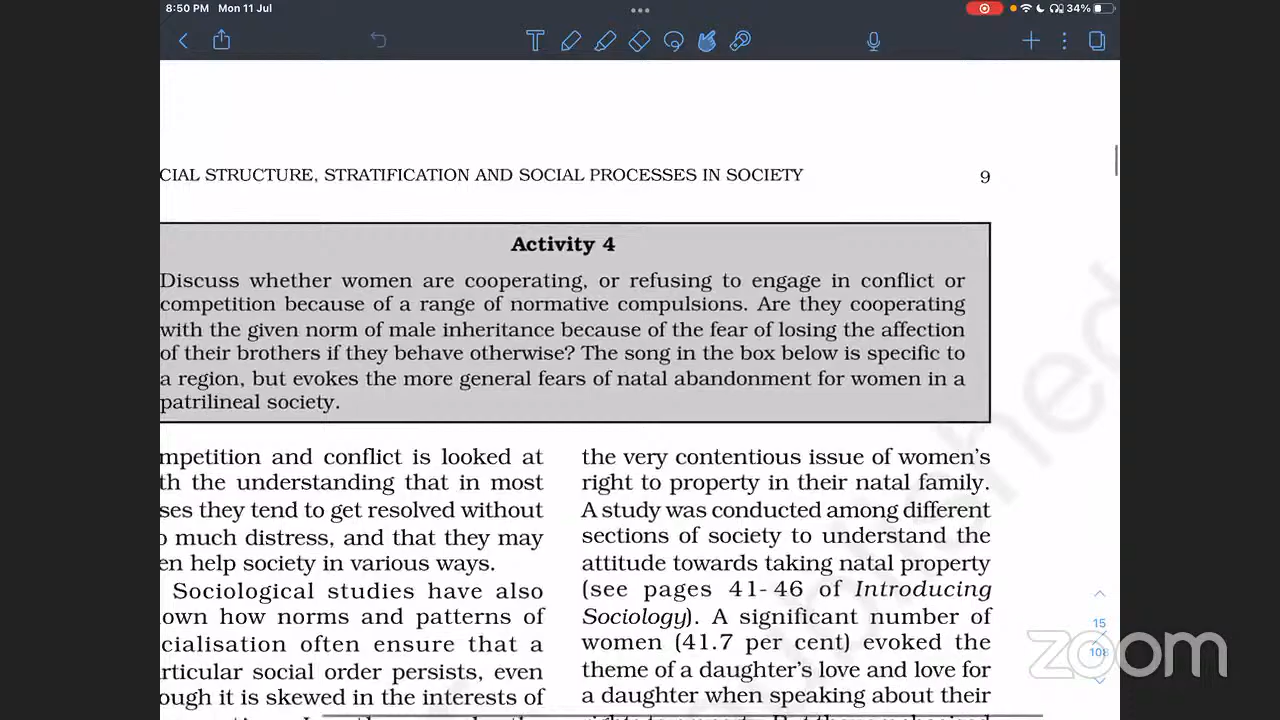 8:50 PM Mon 11 Jul
34%
CIAL STRUCTURE, STRATIFICATION AND SOCIAL PROCESSES IN SOCIETY 9
Activity 4
Discuss whether women are cooperating, or refusing to engage in conflict or
competition because of a range of normative compulsions. Are they cooperating
with the given norm of male inheritance because of the fear of losing the affection
of their brothers if they behave otherwise? The song in the box below is specific to
a region, but evokes the more general fears of natal abandonment for women in a
patrilineal society.
mpetition and conflict is looked at
th the understanding that in most
ses they tend to get resolved without
o much distress, and that they may
en help society in various ways.
Sociological studies have also
own how norms and patterns of
cialisation often ensure that a
rticular social order persists, even
ough it is skewed in the interests of
the very contentious issue of women's
right to property in their natal family.
A study was conducted among different
sections of society to understand the
attitude towards taking natal property
(see pages 41-46 of Introducing
Sociology). A significant number of
women (41.7 per cent) evoked the
theme of a daughter's love and love for
a daughter when speaking about their
15
108
zoom